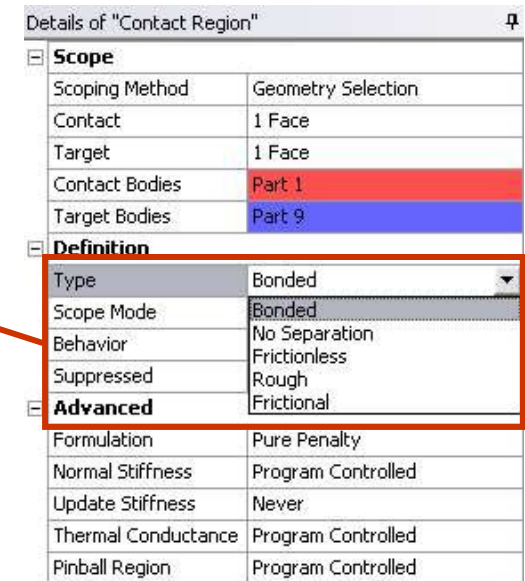 Details of "Contact Region"
Scope
Scoping Method Geometry Selection
Contact 1 Face
Target 1 Face
Contact Bodies Part 1
Target Bodies Part 9
Definition
Type Bonded
Scope Mode Bonded
No Separation
Behavior Frictionless
Suppressed Rough
Advanced Frictional
Formulation Pure Penalty
Normal Stiffness Program Controlled
Update Stiffness Never
Thermal Conductance Program Controlled
Pinball Region Program Controlled